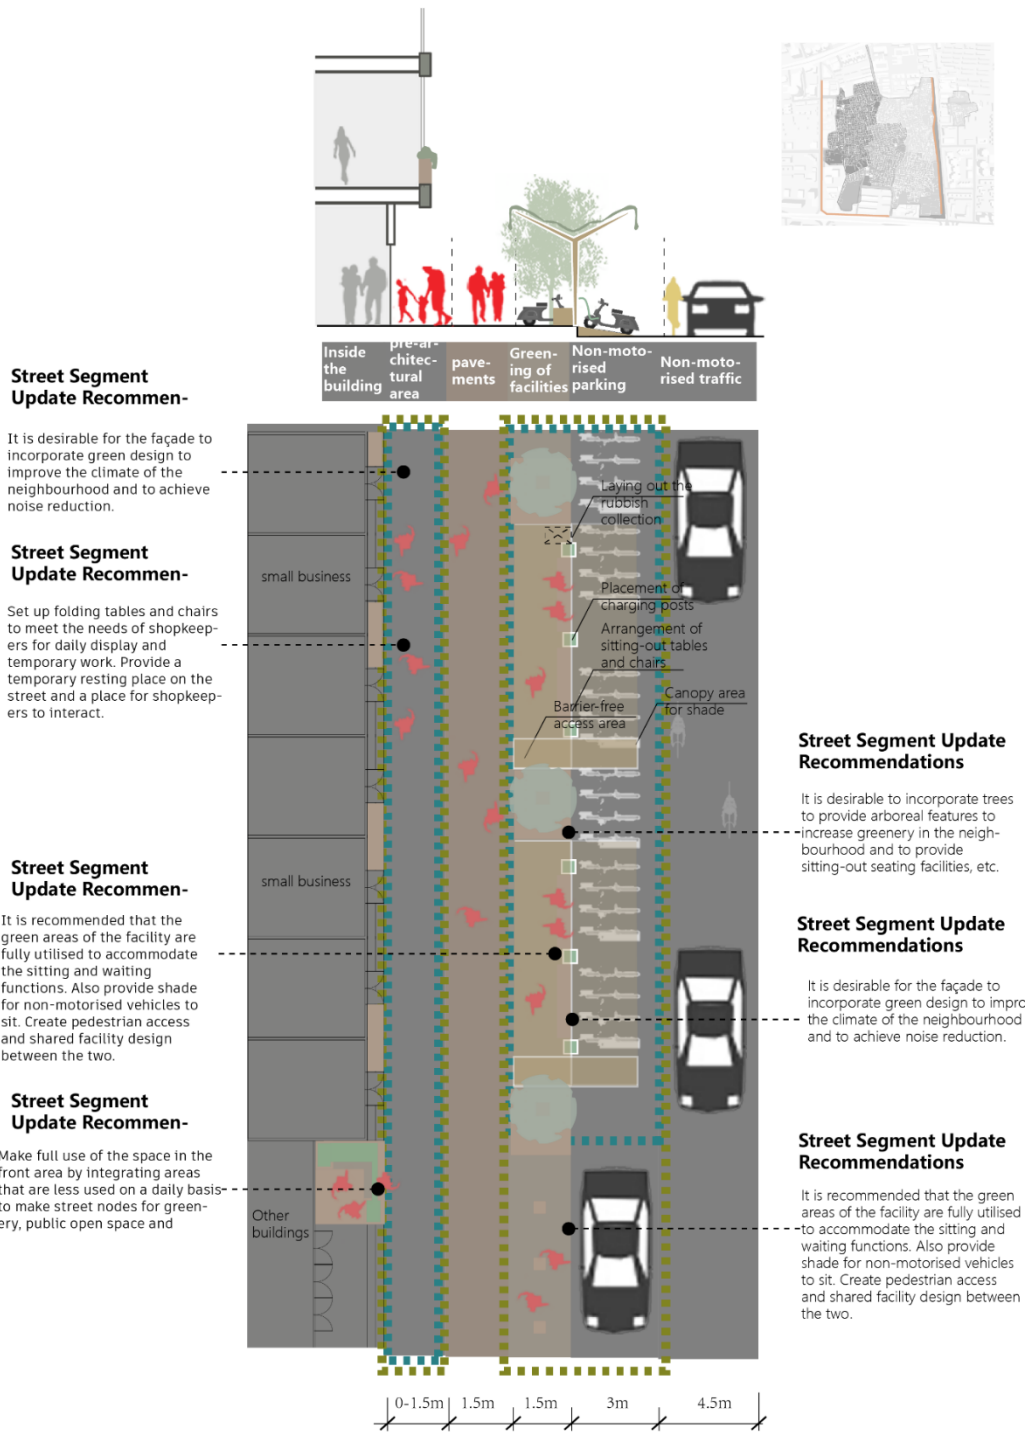 Inside
the
building
pre-ar-
chitec-
tural
area
pave-
ments
Green-
ing of
facilities
Non-moto-
rised
parking
Non-moto-
rised traffic
Street Segment
Update Recommen-
It is desirable for the façade to
incorporate green design to
improve the climate of the
neighbourhood and to achieve
noise reduction.
Street Segment
Update Recommen-
Set up folding tables and chairs
to meet the needs of shopkeep-
ers for daily display and
temporary work. Provide a
temporary resting place on the
street and a place for shopkeep-
ers to interact.
Street Segment
Update Recommen-
It is recommended that the
green areas of the facility are
fully utilised to accommodate
the sitting and waiting
functions. Also provide shade
for non-motorised vehicles to
sit. Create pedestrian access
and shared facility design
between the two.
Street Segment
Update Recommen-
Make full use of the space in the
front area by integrating areas
that are less used on a daily basis
to make street nodes for green-
ery, public open space and
small business
small business
Other
buildings
Laying out the
rubbish
collection
Placement of
charging posts
Arrangement of
sitting-out tables
and chairs
Barrier-free
access area
Canopy area
for shade
Street Segment Update
Recommendations
It is desirable to incorporate trees
to provide arboreal features to
increase greenery in the neigh-
bourhood and to provide
sitting-out seating facilities, etc.
Street Segment Update
Recommendations
It is desirable for the façade to
incorporate green design to impro
the climate of the neighbourhood
and to achieve noise reduction.
Street Segment Update
Recommendations
It is recommended that the green
areas of the facility are fully utilised
to accommodate the sitting and
waiting functions. Also provide
shade for non-motorised vehicles
to sit. Create pedestrian access
and shared facility design between
the two.
0-1.5m
1.5m
1.5m
3m
4.5m